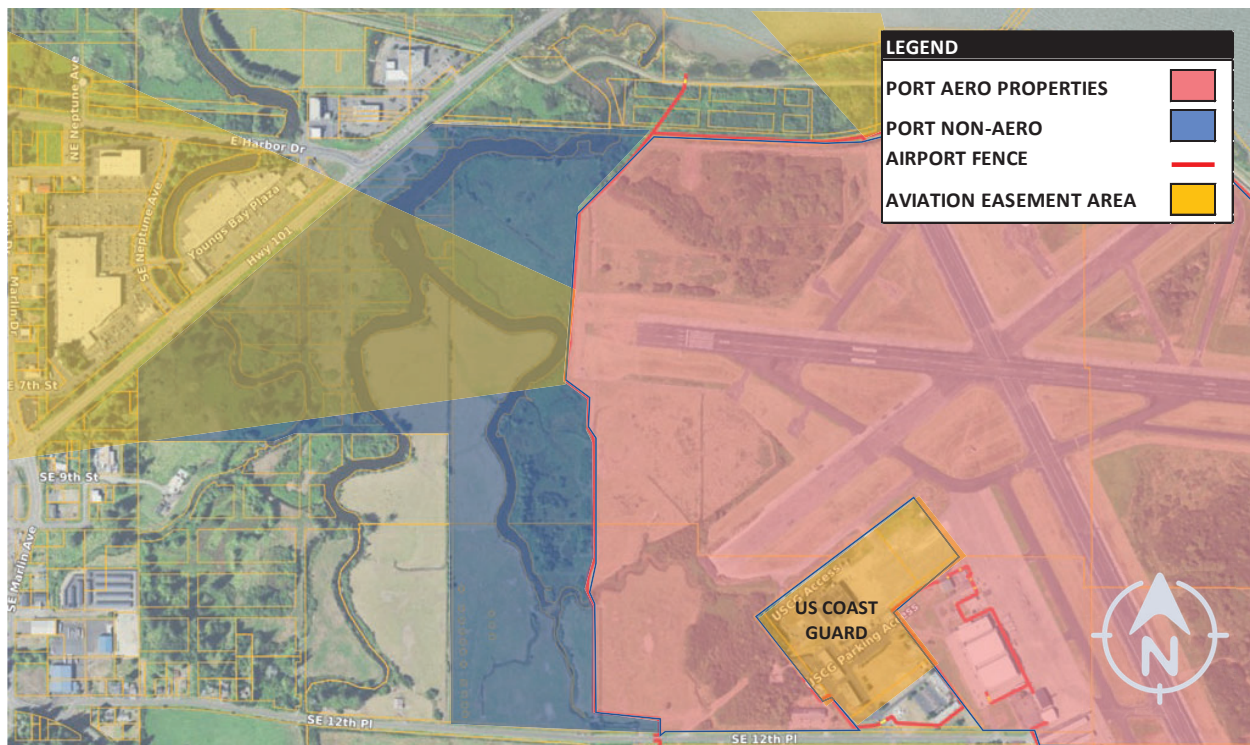 LEGEND
PORT AERO PROPERTIES
PORT NON-AERO
AIRPORT FENCE
AVIATION EASEMENT AREA
NE Neptune Ave
E Harbor Dr
SE Neptune Ave
Youngs Bay Plaza
Hwy 101
Marlin Dr
E 7th St
SE 9th St
SE Marlin Ave
USCG Access
US COAST
GUARD
USCG Parking Access
N
SE 12th Pl
SE 12th Pl